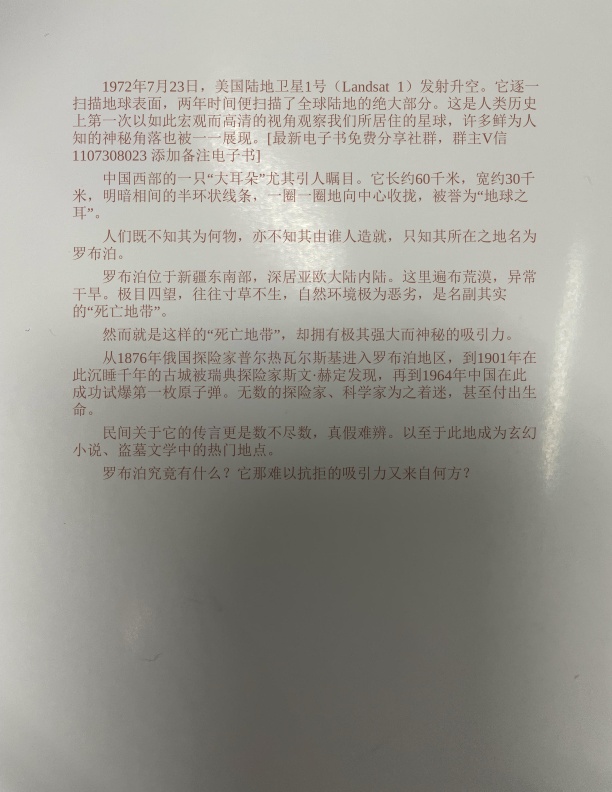 1972年7月23日，美国陆地卫星1号（Landsat 1）发射升空。它逐一
扫描地球表面，两年时间便扫描了全球陆地的绝大部分。这是人类历史
上第一次以如此宏观而高清的视角观察我们所居住的星球，许多鲜为人
知的神秘角落也被一一展现。[最新电子书免费分享社群，群主V信
1107308023 添加备注电子书]
中国西部的一只“大耳朵”尤其引人瞩目。它长约60千米，宽约30千
米，明暗相间的半环状线条，一圈一圈地向中心收拢，被誉为“地球之
耳”。
人们既不知其为何物，亦不知其由谁人造就，只知其所在之地名为
罗布泊。
罗布泊位于新疆东南部，深居亚欧大陆内陆。这里遍布荒漠，异常
干旱。极目四望，往往寸草不生，自然环境极为恶劣，是名副其实
的“死亡地带”。
然而就是这样的“死亡地带”，却拥有极其强大而神秘的吸引力。
从1876年俄国探险家普尔热瓦尔斯基进入罗布泊地区，到1901年在
此沉睡千年的古城被瑞典探险家斯文·赫定发现，再到1964年中国在此
成功试爆第一枚原子弹。无数的探险家、科学家为之着迷，甚至付出生
命。
民间关于它的传言更是数不尽数，真假难辨。以至于此地成为玄幻
小说、盗墓文学中的热门地点。
罗布泊究竟有什么？它那难以抗拒的吸引力又来自何方？